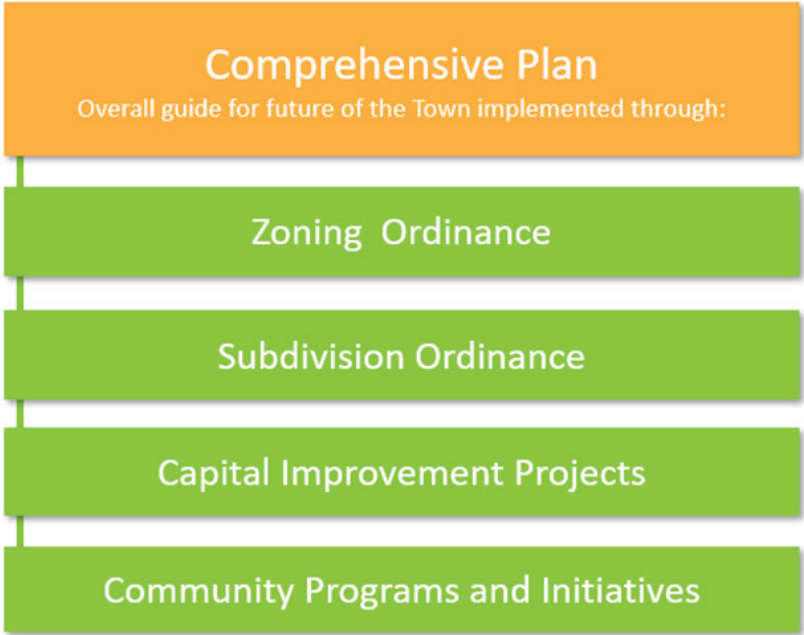 Comprehensive Plan
Overall guide for future of the Town implemented through:
Zoning Ordinance
Subdivision Ordinance
Capital Improvement Projects
Community Programs and Initiatives